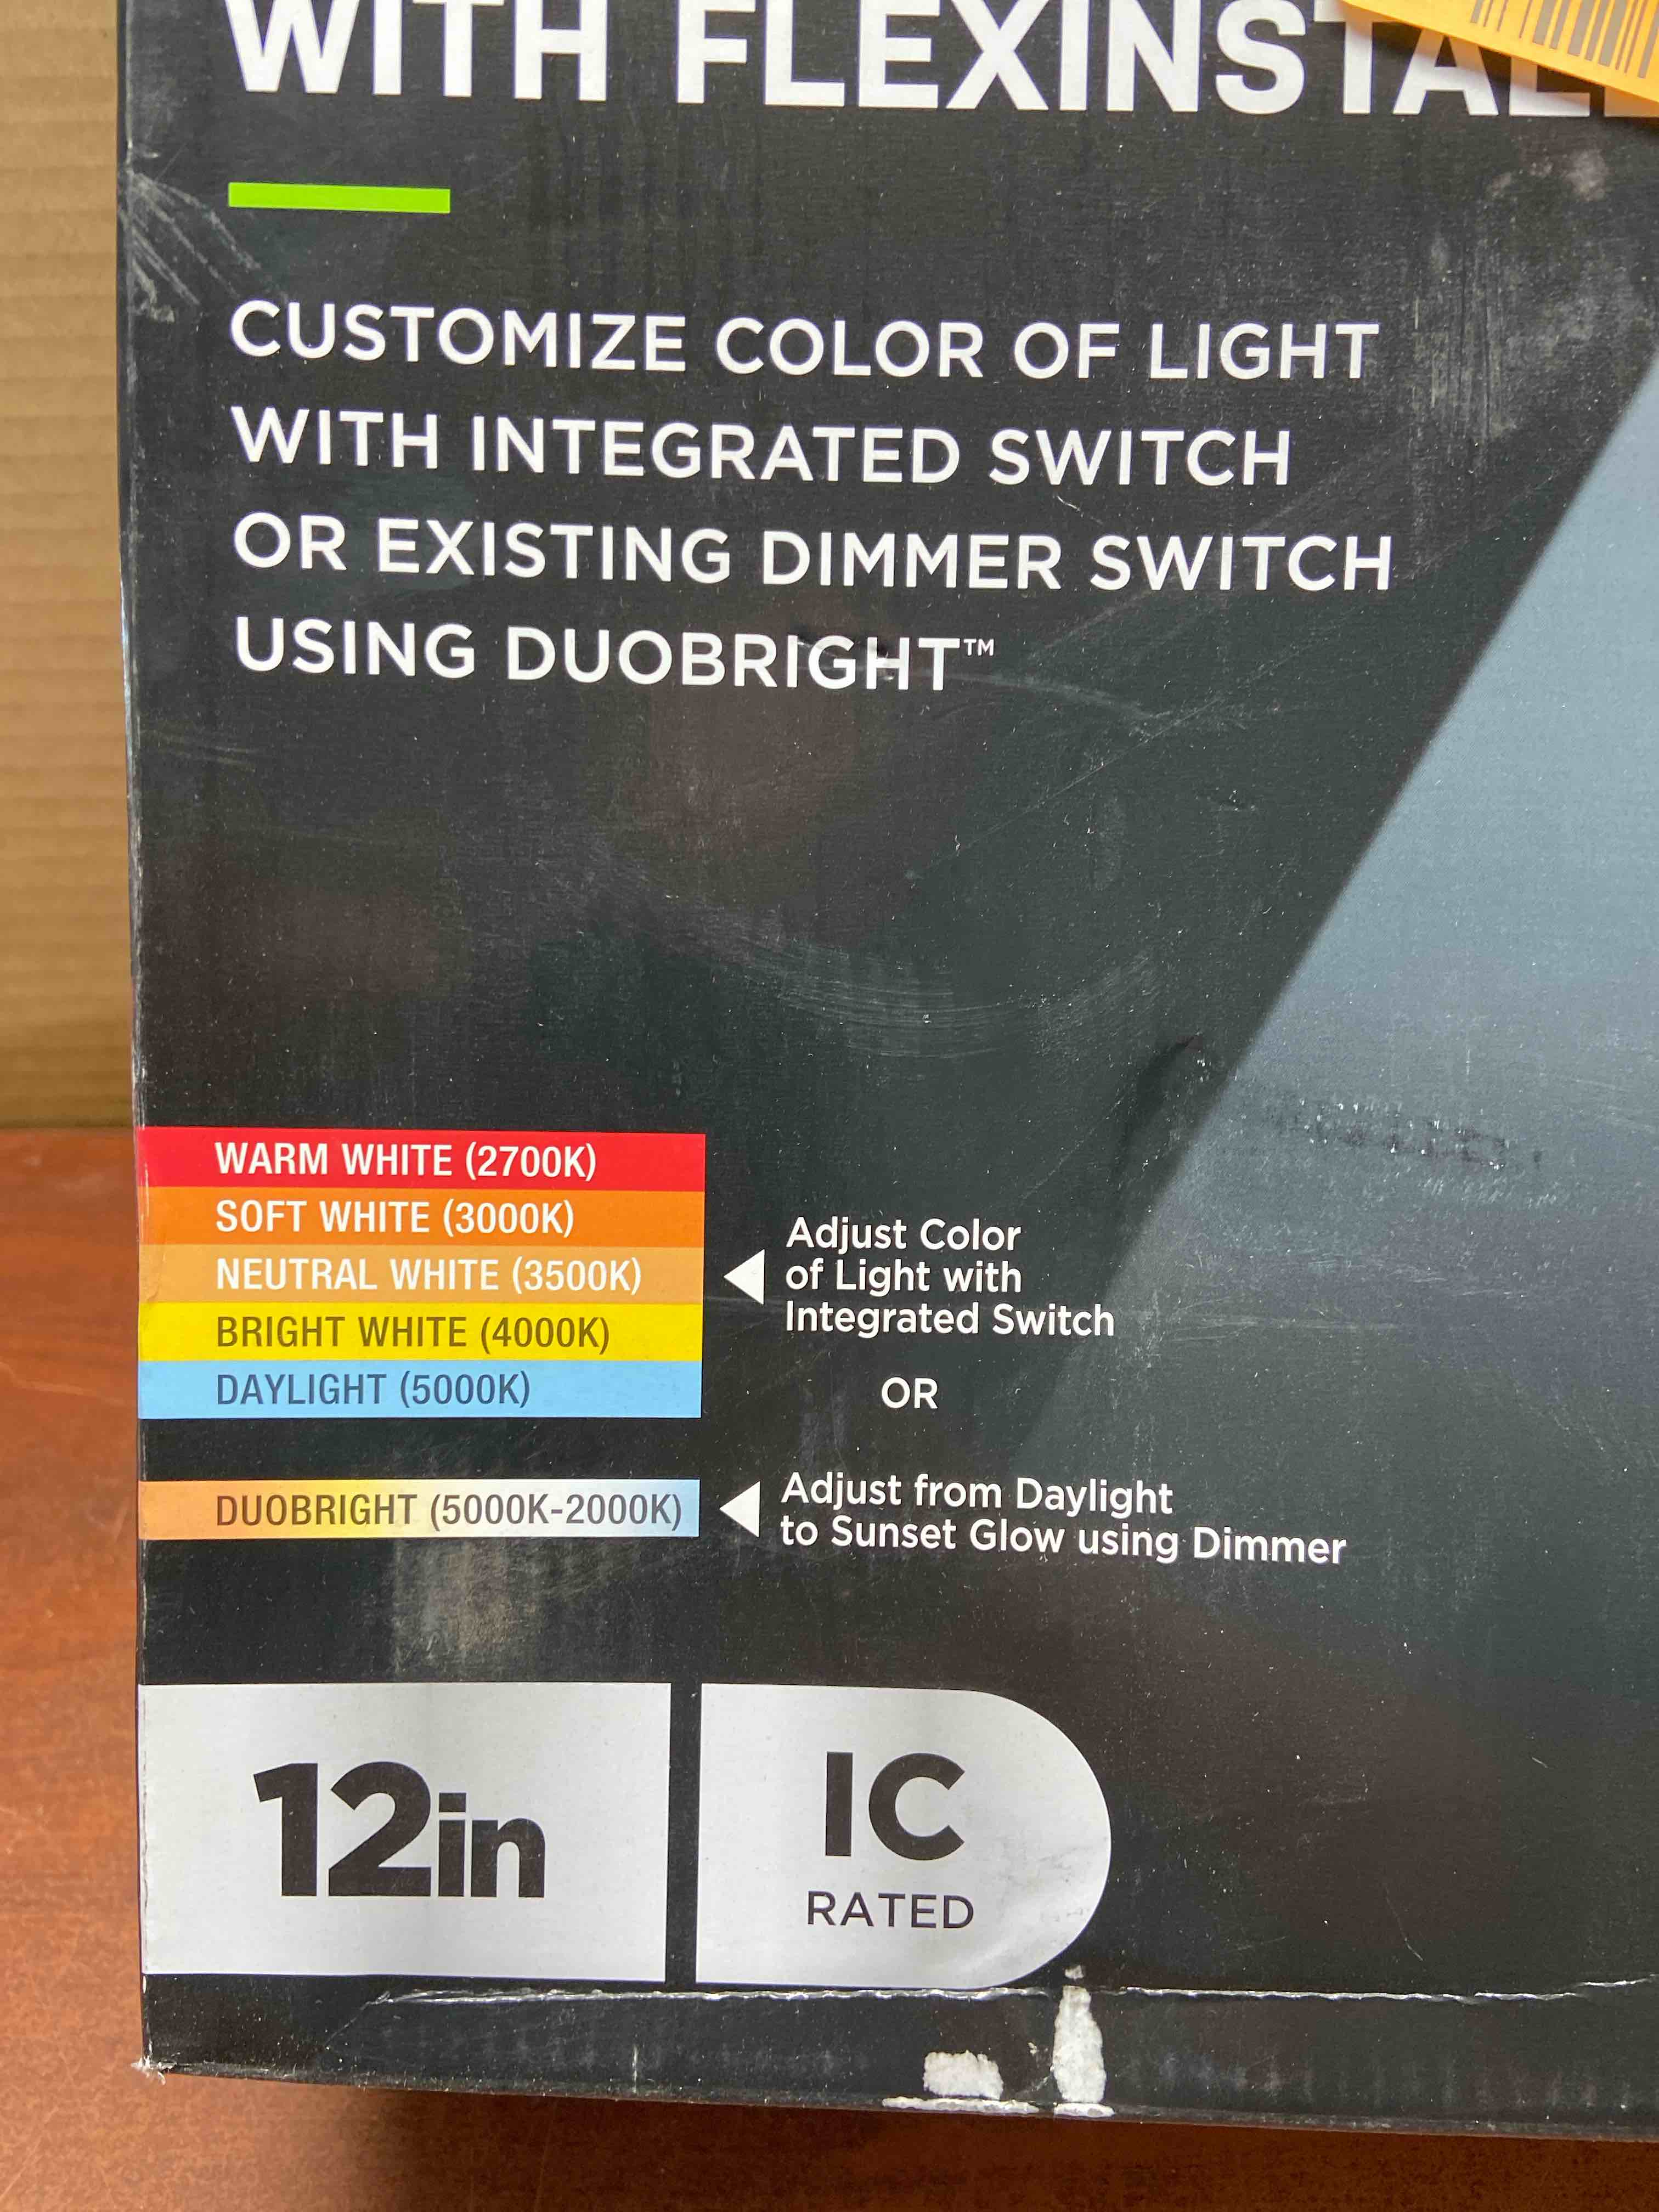 WITH FLEXINSTALL
CUSTOMIZE COLOR OF LIGHT
WITH INTEGRATED SWITCH
OR EXISTING DIMMER SWITCH
USING DUOBRIGHT™
WARM WHITE (2700K)
SOFT WHITE (3000K)
NEUTRAL WHITE (3500K)
BRIGHT WHITE (4000K)
DAYLIGHT (5000K)
Adjust Color
of Light with
Integrated Switch
OR
DUOBRIGHT (5000K-2000K)
Adjust from Daylight
to Sunset Glow using Dimmer
12in
IC
RATED